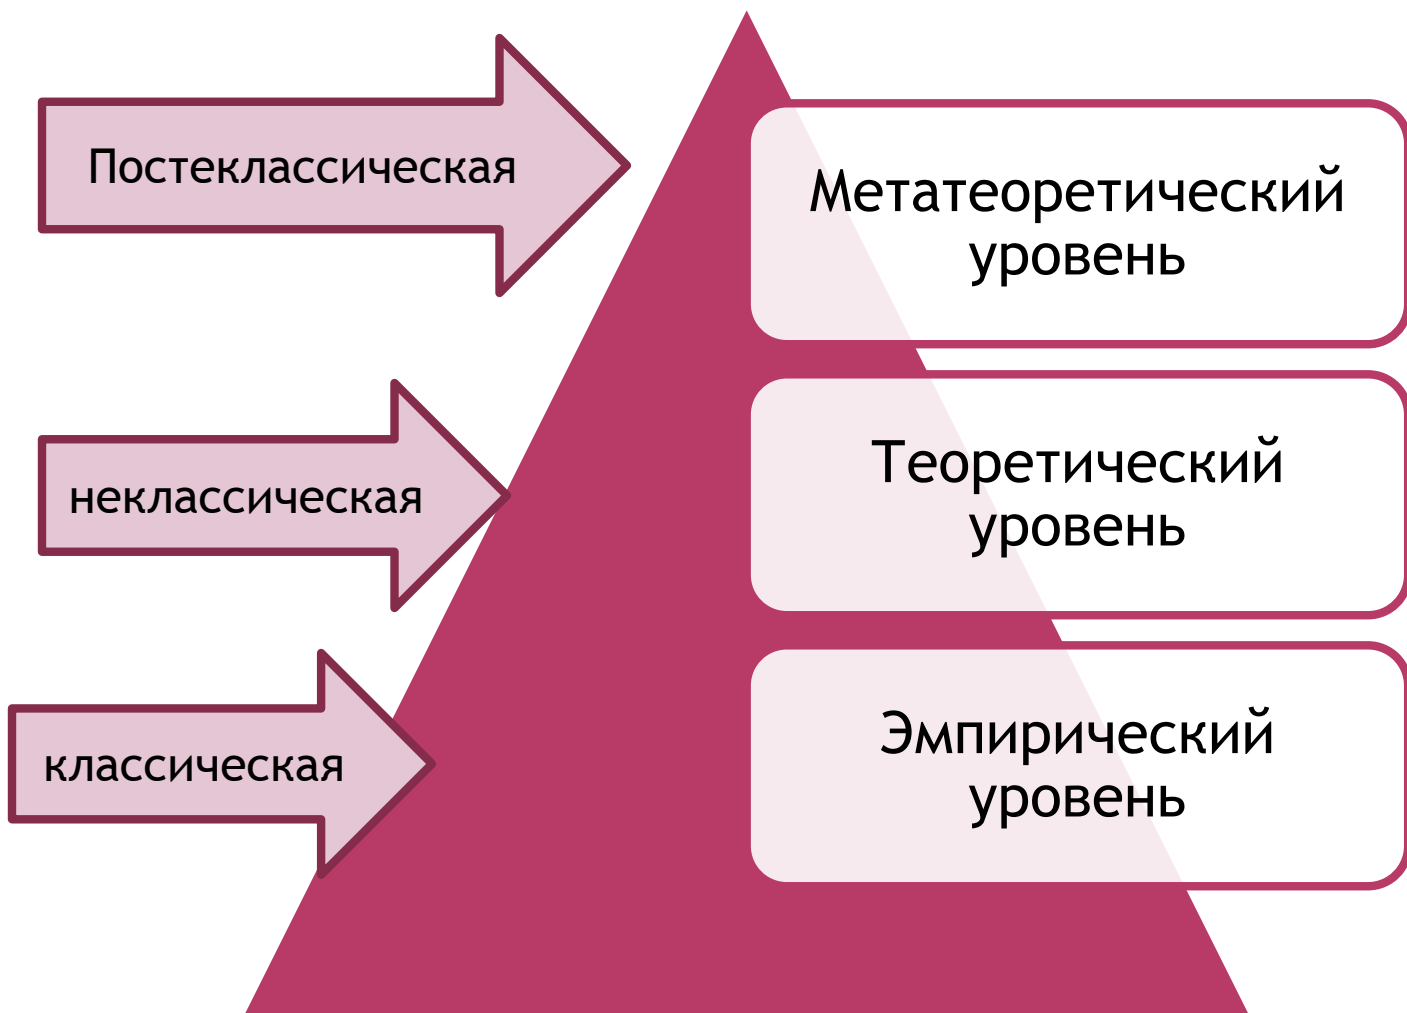 Постеклассическая
Метатеоретический
уровень
неклассическая
Теоретический
уровень
классическая
Эмпирический
уровень